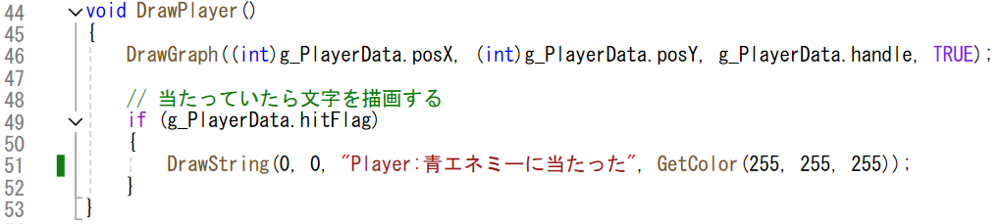 44 void DrawPlayer()
45 {
46 DrawGraph((int)g_PlayerData.posX, (int)g_PlayerData.posY, g_PlayerData.handle, TRUE);
47
48 // 当たっていたら文字を描画する
49 if (g_PlayerData.hitFlag)
50 {
51 DrawString(0, 0, "Player:青エネミーに当たった", GetColor(255, 255, 255));
52 }
53 }